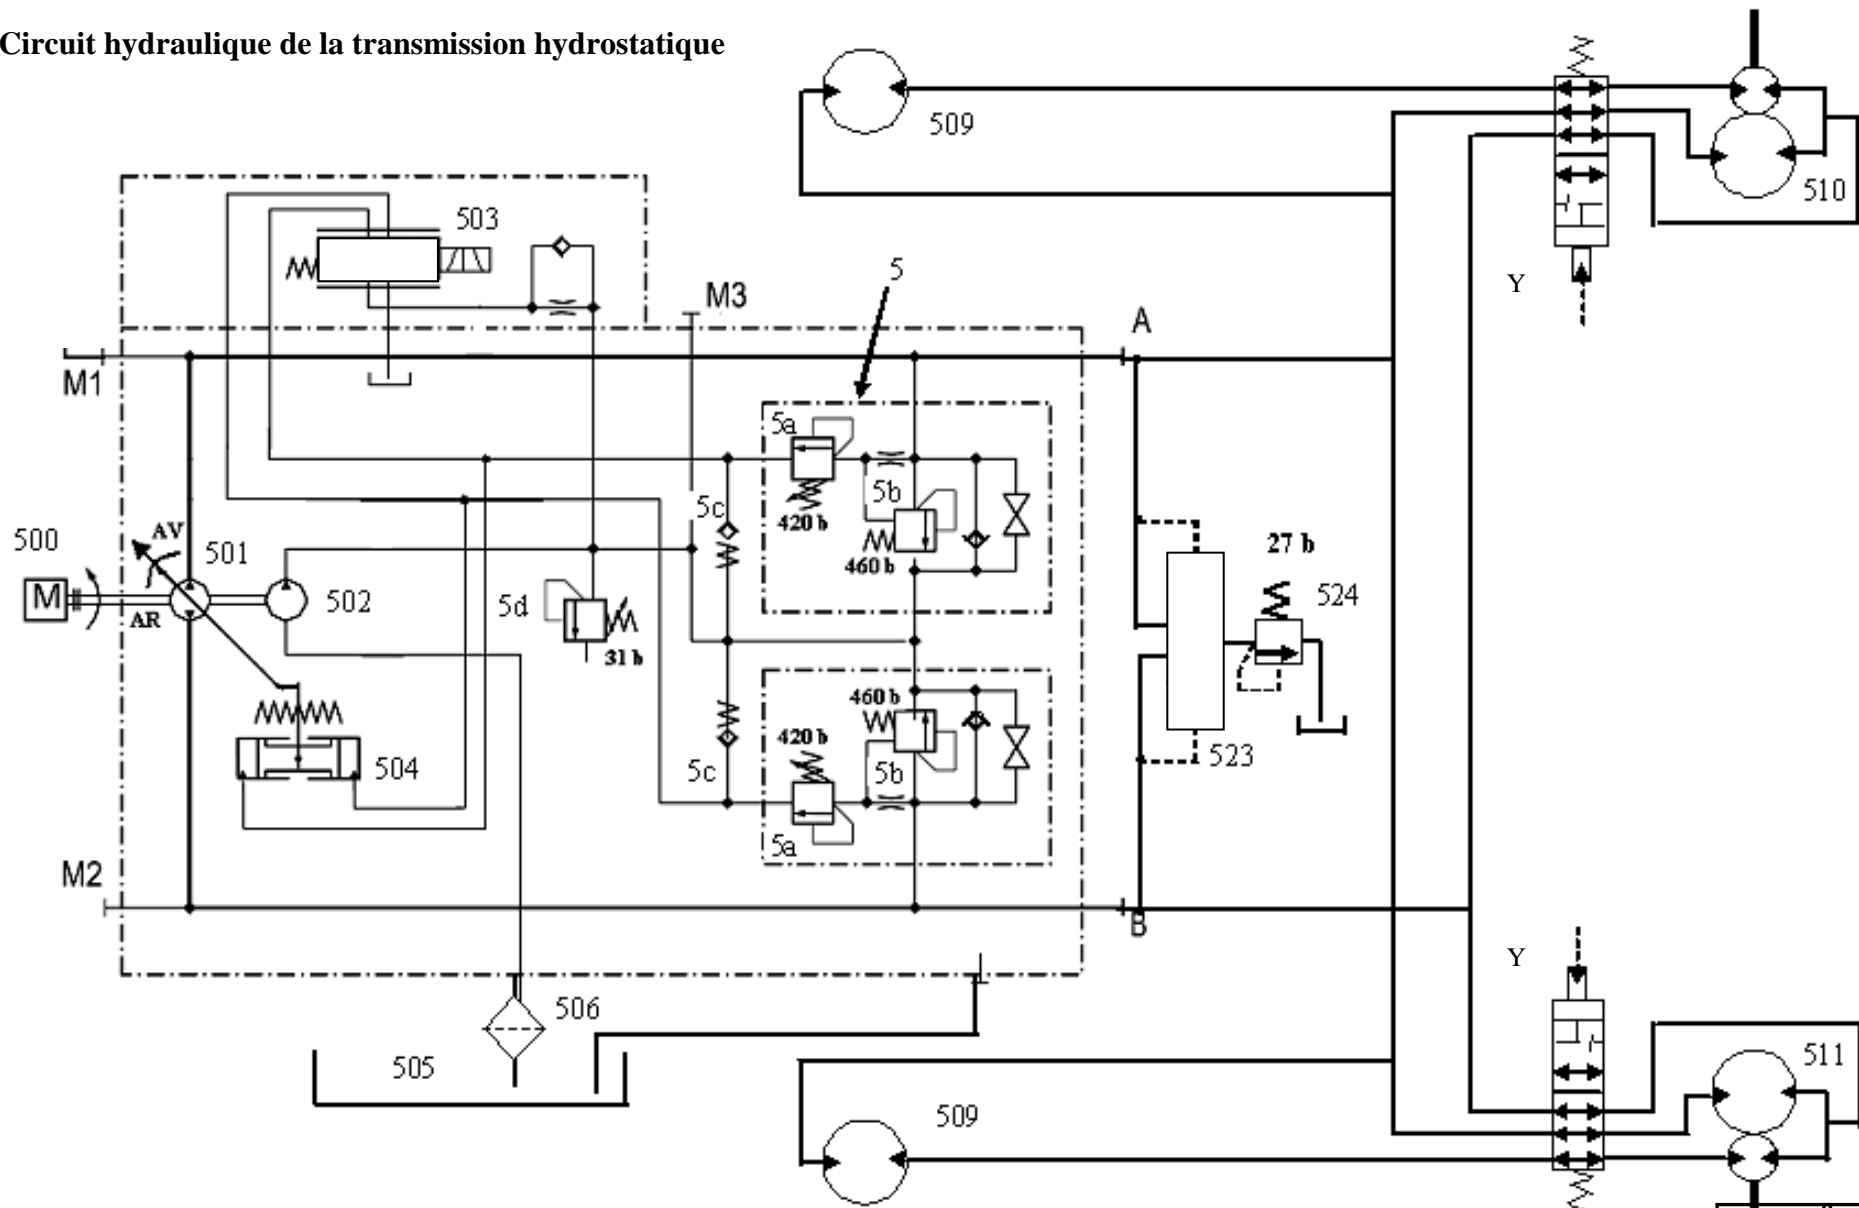 Circuit hydraulique de la transmission hydrostatique
509
510
503
Y
5
M3
A
M1
5a
5b
5c
420 b
460 b
AV
500
501
27 b
M
502
5d
524
AR
31 b
460 b
420 b
504
5c
5b
523
5a
M2
B
Y
506
505
511
509